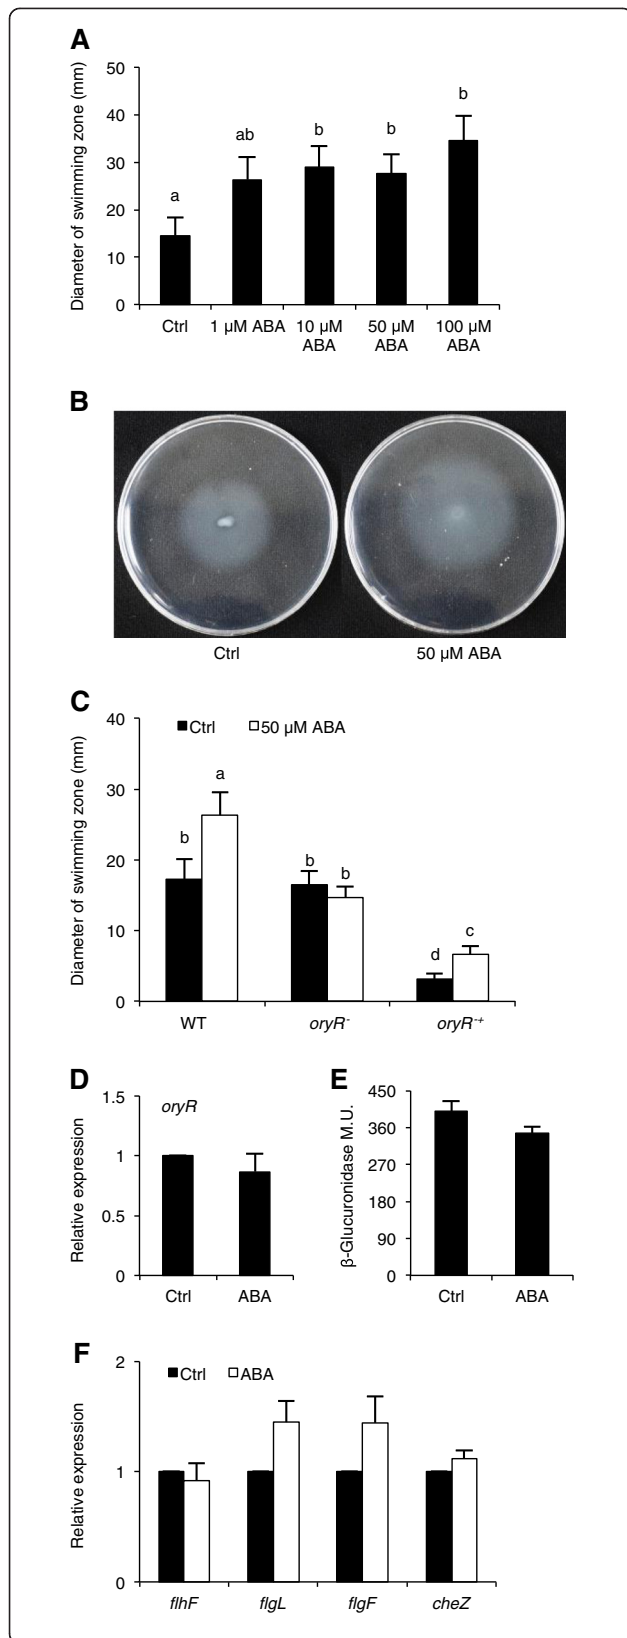 A
Diameter of swimming zone (mm)
50
40
30
20
10
0
a
ab
b
b
b
Ctrl
1 µM ABA
10 µM
ABA
50 µM
ABA
100 µM
ABA
B
Ctrl
50 µM ABA
C
Diameter of swimming zone (mm)
40
30
20
10
0
Ctrl
50 µM ABA
b
a
b
b
d
c
WT
oryR-
oryR-+
D
Relative expression
1.5
1
0.5
0
oryR
Ctrl
ABA
E
β-Glucuronidase M.U.
450
360
270
180
90
0
Ctrl
ABA
F
Relative expression
2
1
0
Ctrl
ABA
flhF
flgL
flgF
cheZ